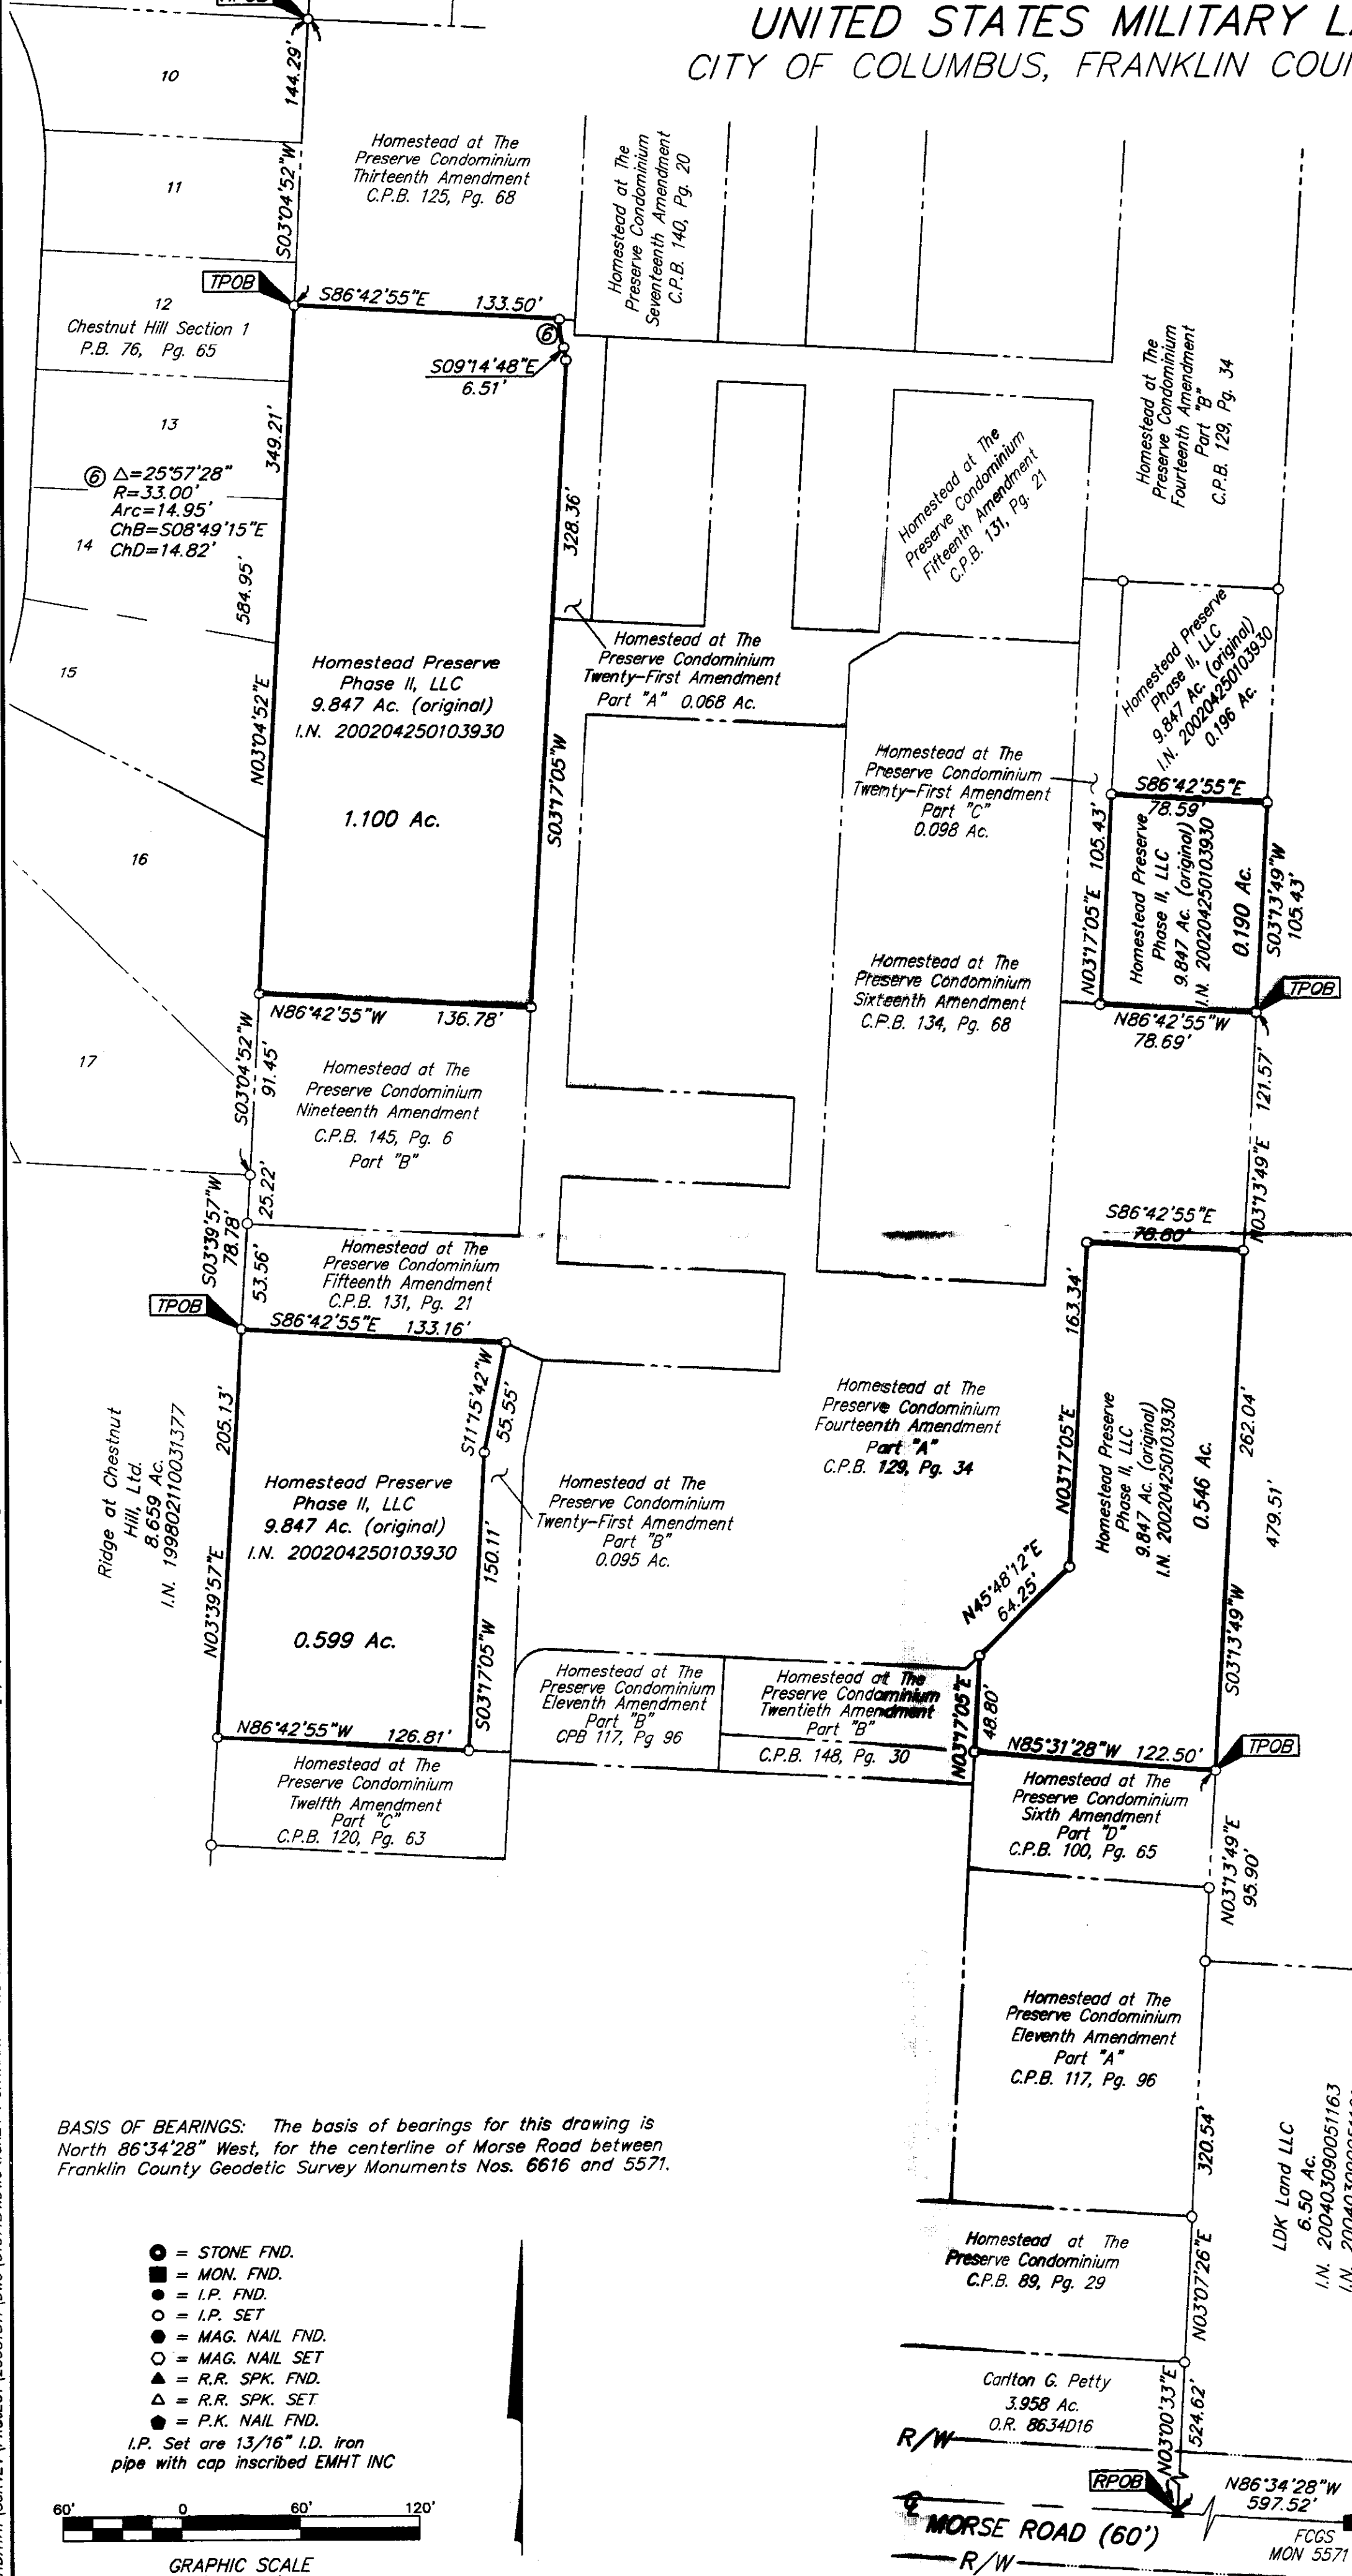 UNITED STATES MILITARY
CITY OF COLUMBUS, FRANKLIN
144.29'
S03°04'52"W
10
11
12
Chestnut Hill Section 1
P.B. 76, Pg. 65
13
14
15
16
17
Homestead at The
Preserve Condominium
Thirteenth Amendment
C.P.B. 125, Pg. 68
Homestead at The
Preserve Condominium
Seventeenth Amendment
C.P.B. 140, Pg. 20
TPOB
S86°42'55"E 133.50'
⑥
S09°14'48"E
6.51'
Homestead at The
Preserve Condominium
Fourteenth Amendment
Part "B"
C.P.B. 129, Pg. 34
349.21'
⑥ Δ=25°57'28"
R=33.00'
Arc=14.95'
ChB=S08°49'15"E
ChD=14.82'
584.95'
N03°04'52"E
328.36'
S03°17'05"W
Homestead at The
Preserve Condominium
Fifteenth Amendment
C.P.B. 131, Pg. 21
Homestead Preserve
Phase II, LLC
9.847 Ac. (original)
I.N. 200204250103930
1.100 Ac.
Homestead at The
Preserve Condominium
Twenty-First Amendment
Part "A" 0.068 Ac.
Homestead Preserve
Phase II, LLC
9.847 Ac. (original)
I.N. 200204250103930
0.196 Ac.
Homestead at The
Preserve Condominium
Twenty-First Amendment
Part "C"
0.098 Ac.
S86°42'55"E
78.59'
N03°17'05"E 105.43'
Homestead Preserve
Phase II, LLC
9.847 Ac. (original)
I.N. 200204250103930
0.190 Ac.
S03°13'49"W
105.43'
TPOB
N86°42'55"W
78.69'
Homestead at The
Preserve Condominium
Sixteenth Amendment
C.P.B. 134, Pg. 68
N86°42'55"W 136.78'
S03°04'52"W
91.45'
Homestead at The
Preserve Condominium
Nineteenth Amendment
C.P.B. 145, Pg. 6
Part "B"
N03°13'49"E 121.57'
25.22'
S03°39'57"W
78.78'
53.56'
Homestead at The
Preserve Condominium
Fifteenth Amendment
C.P.B. 131, Pg. 21
TPOB
S86°42'55"E 133.16'
S86°42'55"E
78.80'
163.34'
N03°17'05"E
Homestead Preserve
Phase II, LLC
9.847 Ac. (original)
I.N. 200204250103930
0.546 Ac.
262.04'
479.51'
S03°13'49"W
Ridge at Chestnut
Hill, Ltd.
8.659 Ac.
I.N. 199802110031377
205.13'
N03°39'57"E
S11°15'42"W
55.55'
Homestead Preserve
Phase II, LLC
9.847 Ac. (original)
I.N. 200204250103930
0.599 Ac.
150.11'
S03°17'05"W
Homestead at The
Preserve Condominium
Twenty-First Amendment
Part "B"
0.095 Ac.
Homestead at The
Preserve Condominium
Fourteenth Amendment
Part "A"
C.P.B. 129, Pg. 34
N45°48'12"E
64.25'
N86°42'55"W 126.81'
Homestead at The
Preserve Condominium
Eleventh Amendment
Part "B"
CPB 117, Pg 96
Homestead at The
Preserve Condominium
Twentieth Amendment
Part "B"
C.P.B. 148, Pg. 30
N03°17'05"E
48.80'
N85°31'28"W 122.50'
TPOB
Homestead at The
Preserve Condominium
Twelfth Amendment
Part "C"
C.P.B. 120, Pg. 63
Homestead at The
Preserve Condominium
Sixth Amendment
Part "D"
C.P.B. 100, Pg. 65
N03°13'49"E
95.90'
Homestead at The
Preserve Condominium
Eleventh Amendment
Part "A"
C.P.B. 117, Pg. 96
320.54'
LDK Land LLC
6.50 Ac.
I.N. 200403090051163
BASIS OF BEARINGS: The basis of bearings for this drawing is
North 86°34'28" West, for the centerline of Morse Road between
Franklin County Geodetic Survey Monuments Nos. 6616 and 5571.
Homestead at The
Preserve Condominium
C.P.B. 89, Pg. 29
N03°07'26"E
= STONE FND.
= MON. FND.
= I.P. FND.
= I.P. SET
= MAG. NAIL FND.
= MAG. NAIL SET
= R.R. SPK. FND.
= R.R. SPK. SET
= P.K. NAIL FND.
I.P. Set are 13/16" I.D. iron
pipe with cap inscribed EMHT INC
Carlton G. Petty
3.958 Ac.
O.R. 8634D16
N03°00'33"E
524.62'
R/W
RPOB
N86°34'28"W
597.52'
MORSE ROAD (60')
FCGS
MON 5571
R/W
60' 0 60' 120'
GRAPHIC SCALE